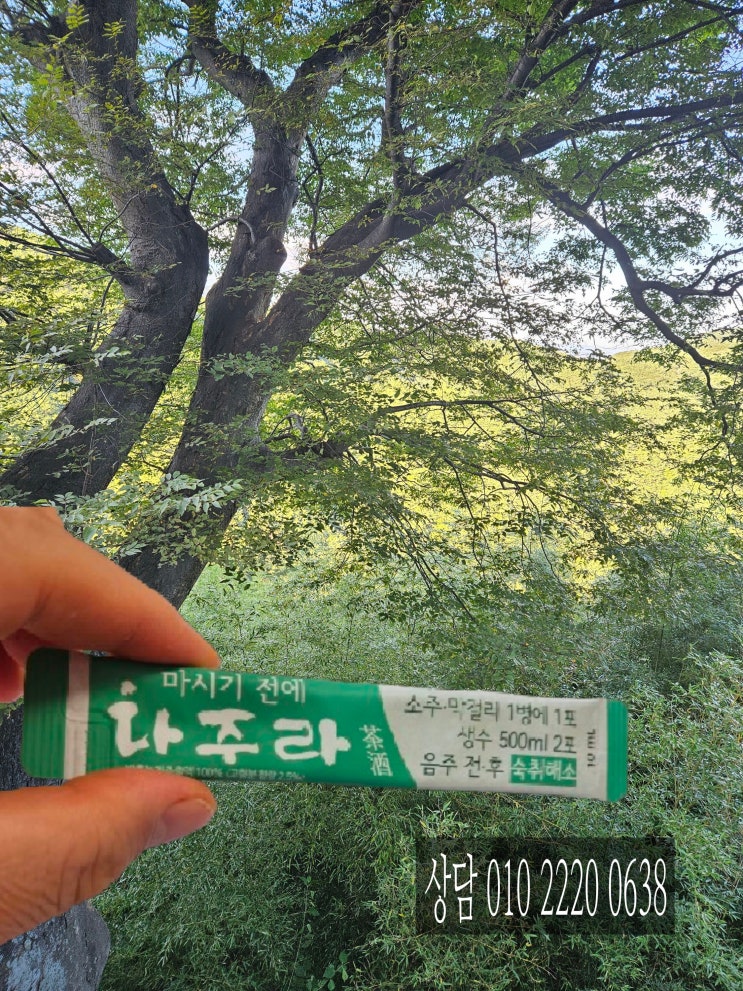 마시기 전에
차주라 茶酒
100%
소주·막걸리 1병에 1포
생수 500ml 2포
음주 전·후 숙취해소
상담 010 2220 0638